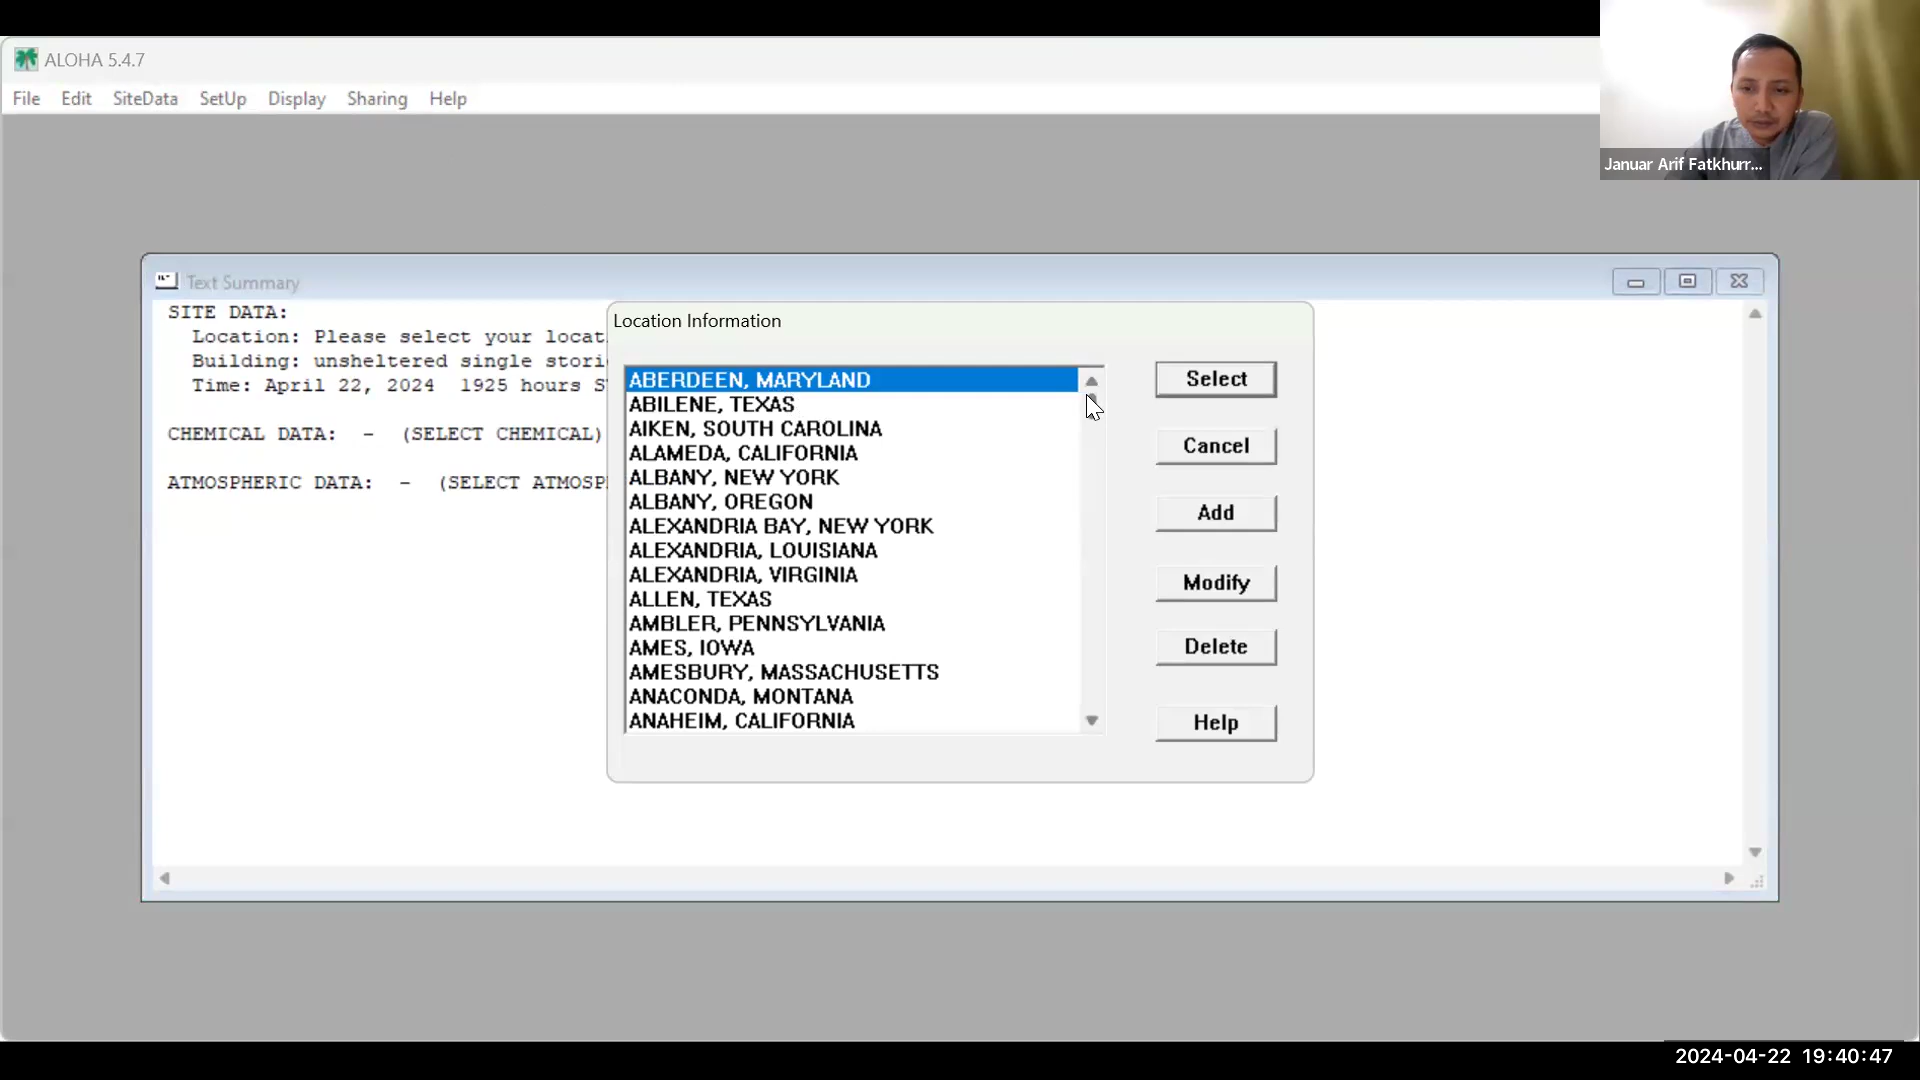 ALOHA 5.4.7
File Edit SiteData SetUp Display Sharing Help
Januar Arif Fatkhurr...
Text Summary
SITE DATA:
Location: Please select your locat
Building: unsheltered single stori
Time: April 22, 2024 1925 hours S
CHEMICAL DATA: - (SELECT CHEMICAL)
ATMOSPHERIC DATA: - (SELECT ATMOSP
Location Information
ABERDEEN, MARYLAND
ABILENE, TEXAS
AIKEN, SOUTH CAROLINA
ALAMEDA, CALIFORNIA
ALBANY, NEW YORK
ALBANY, OREGON
ALEXANDRIA BAY, NEW YORK
ALEXANDRIA, LOUISIANA
ALEXANDRIA, VIRGINIA
ALLEN, TEXAS
AMBLER, PENNSYLVANIA
AMES, IOWA
AMESBURY, MASSACHUSETTS
ANACONDA, MONTANA
ANAHEIM, CALIFORNIA
Select
Cancel
Add
Modify
Delete
Help
2024-04-22 19:40:47